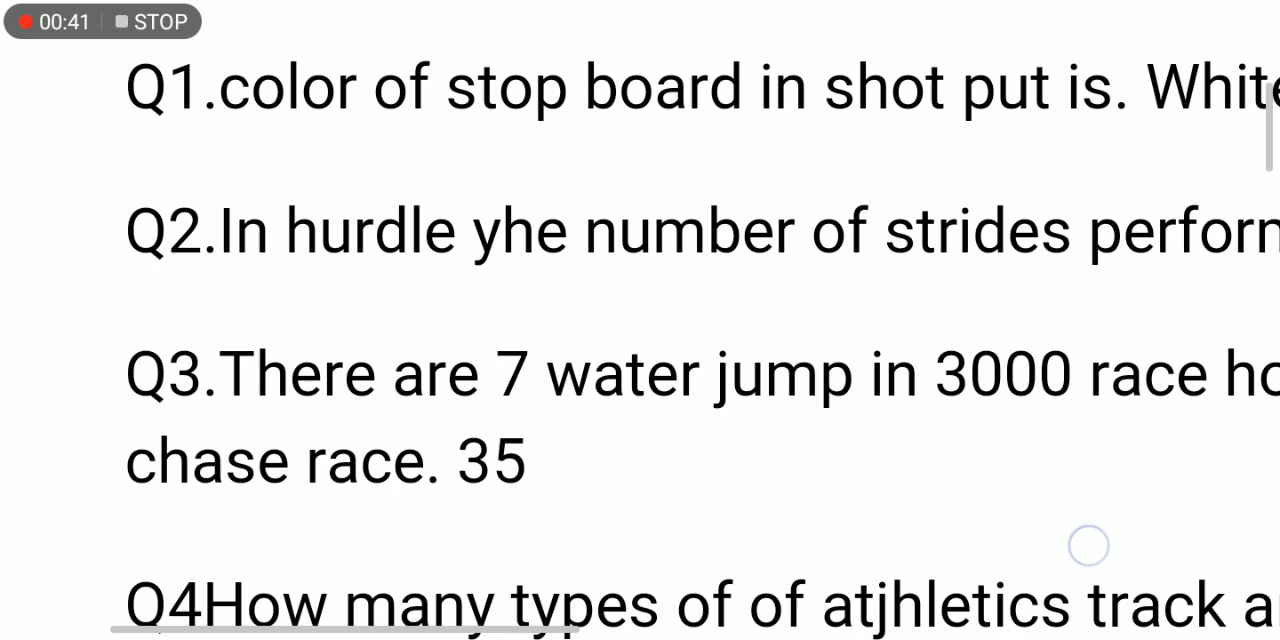 00:41 STOP
Q1.color of stop board in shot put is. White
Q2.In hurdle yhe number of strides perforn
Q3.There are 7 water jump in 3000 race ho
chase race. 35
Q4How many types of of atjhletics track a